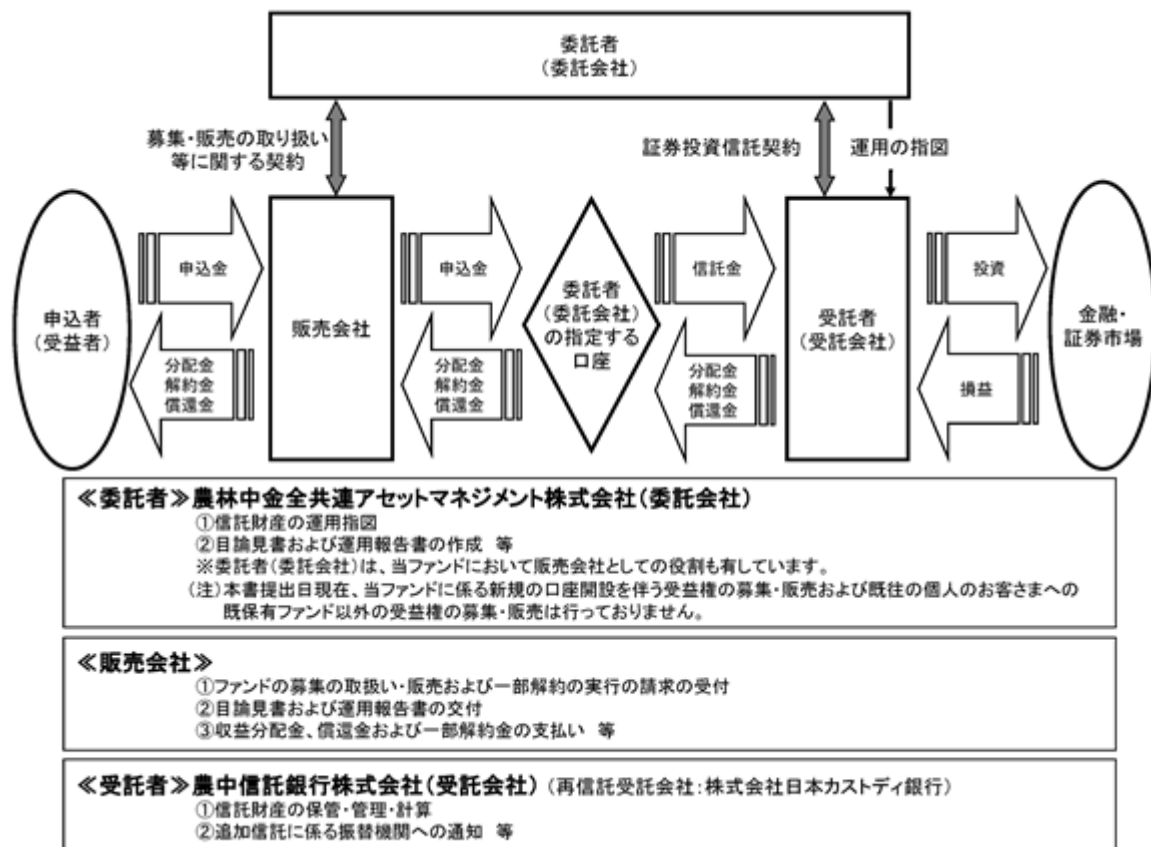 委託者
（委託会社）
募集・販売の取り扱い
等に関する契約
証券投資信託契約
運用の指図
申込者
（受益者）
申込金
分配金
解約金
償還金
販売会社
申込金
分配金
解約金
償還金
委託者
（委託会社）
の指定する
口座
信託金
分配金
解約金
償還金
受託者
（受託会社）
投資
損益
金融・
証券市場
≪委託者≫農林中金全共連アセットマネジメント株式会社（委託会社）
①信託財産の運用指図
②目論見書および運用報告書の作成　等
※委託者（委託会社）は、当ファンドにおいて販売会社としての役割も有しています。
（注）本書提出日現在、当ファンドに係る新規の口座開設を伴う受益権の募集・販売および既往の個人のお客さまへの
既保有ファンド以外の受益権の募集・販売は行っておりません。
≪販売会社≫
①ファンドの募集の取扱い・販売および一部解約の実行の請求の受付
②目論見書および運用報告書の交付
③収益分配金、償還金および一部解約金の支払い　等
≪受託者≫農中信託銀行株式会社（受託会社）（再信託受託会社：株式会社日本カストディ銀行）
①信託財産の保管・管理・計算
②追加信託に係る振替機関への通知　等